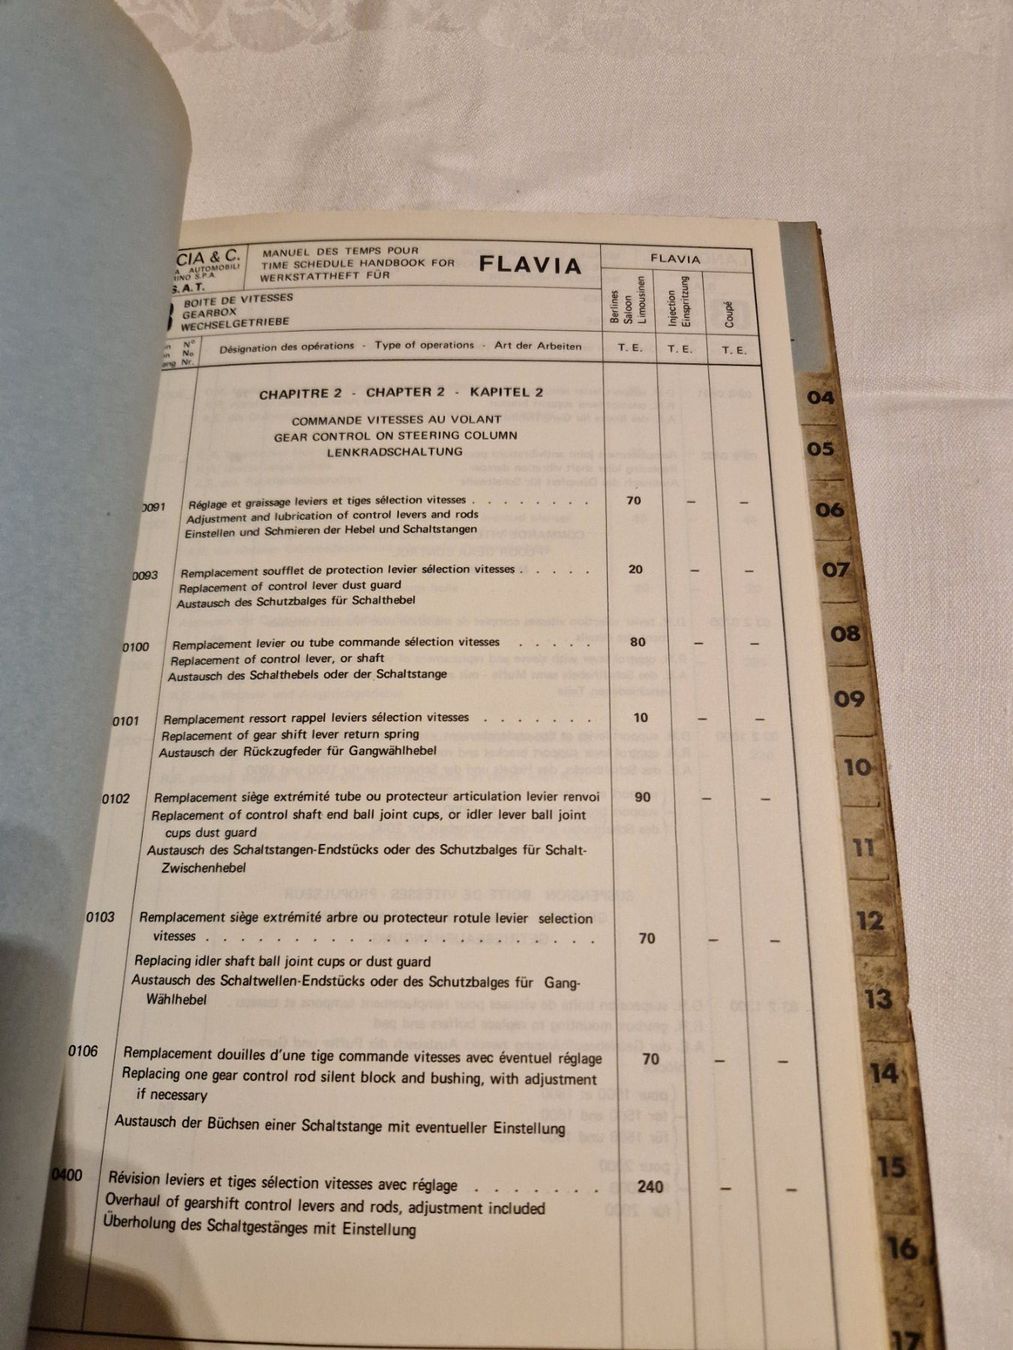 CIA & C.
AUTOMOBILI
S.P.A.
S.A.T.
MANUEL DES TEMPS POUR
TIME SCHEDULE HANDBOOK FOR
WERKSTATTHEFT FÜR
FLAVIA
FLAVIA
BOITE DE VITESSES
GEARBOX
WECHSELGETRIEBE
Berlines
Saloon
Limousinen
Injection
Einspritzung
Coupé
N°
No
Nr.
Désignation des opérations - Type of operations - Art der Arbeiten
T. E. T. E. T. E.
CHAPITRE 2 - CHAPTER 2 - KAPITEL 2
COMMANDE VITESSES AU VOLANT
GEAR CONTROL ON STEERING COLUMN
LENKRADSCHALTUNG
0091 Réglage et graissage leviers et tiges sélection vitesses . . . . . . . . 70 – –
Adjustment and lubrication of control levers and rods
Einstellen und Schmieren der Hebel und Schaltstangen
0093 Remplacement soufflet de protection levier sélection vitesses . . . . . 20 – –
Replacement of control lever dust guard
Austausch des Schutzbalges für Schalthebel
0100 Remplacement levier ou tube commande sélection vitesses . . . . . 80 – –
Replacement of control lever, or shaft
Austausch des Schalthebels oder der Schaltstange
0101 Remplacement ressort rappel leviers sélection vitesses . . . . . . . 10 – –
Replacement of gear shift lever return spring
Austausch der Rückzugfeder für Gangwählhebel
0102 Remplacement siège extrémité tube ou protecteur articulation levier renvoi 90 – –
Replacement of control shaft end ball joint cups, or idler lever ball joint
cups dust guard
Austausch des Schaltstangen-Endstücks oder des Schutzbalges für Schalt-
Zwischenhebel
0103 Remplacement siège extrémité arbre ou protecteur rotule levier selection
vitesses . . . . . . . . . . . . . . . . . . . . . . 70 – –
Replacing idler shaft ball joint cups or dust guard
Austausch des Schaltwellen-Endstücks oder des Schutzbalges für Gang-
Wählhebel
0106 Remplacement douilles d'une tige commande vitesses avec éventuel réglage 70 – –
Replacing one gear control rod silent block and bushing, with adjustment
if necessary
Austausch der Büchsen einer Schaltstange mit eventueller Einstellung
0400 Révision leviers et tiges sélection vitesses avec réglage . . . . . . . 240 – –
Overhaul of gearshift control levers and rods, adjustment included
Überholung des Schaltgestänges mit Einstellung
04
05
06
07
08
09
10
11
12
13
14
15
16
17